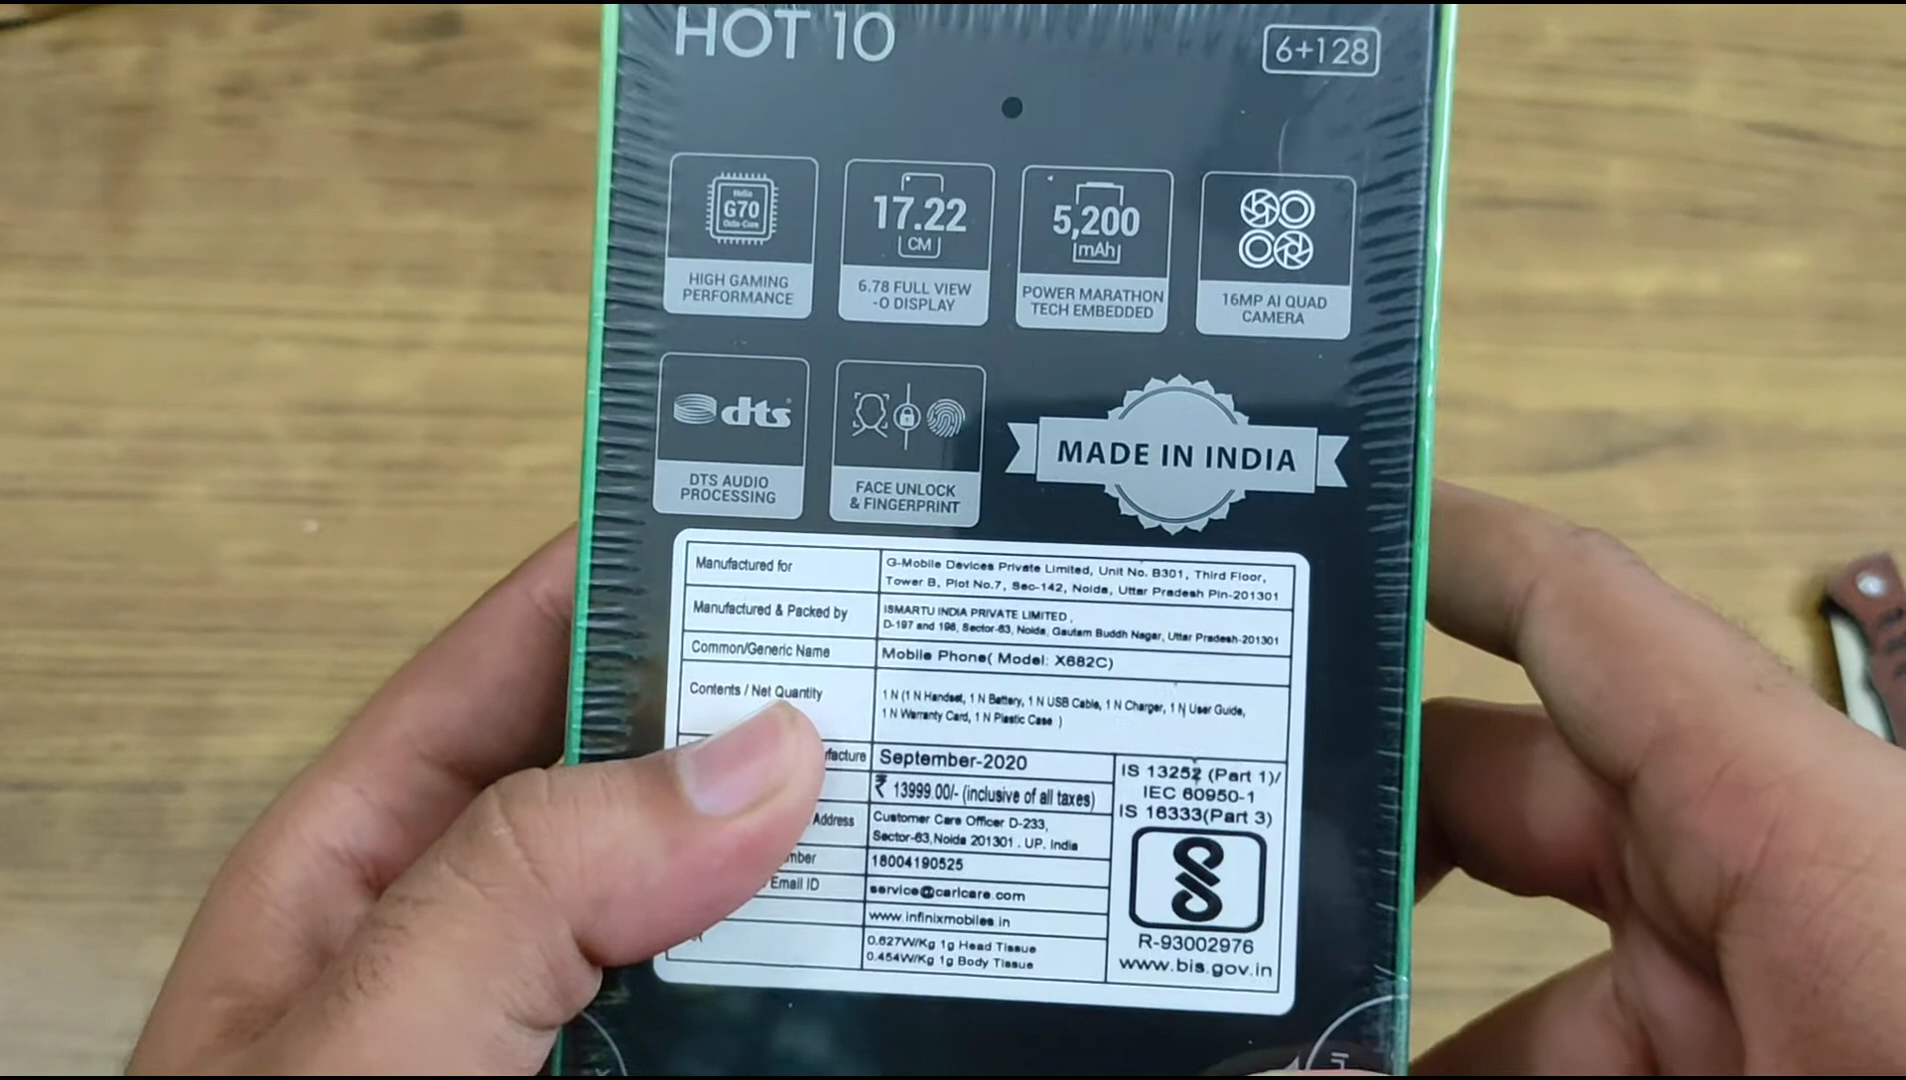 HOT 10
6+128
Helio
G70
Octa-Core
HIGH GAMING
PERFORMANCE
17.22
CM
6.78 FULL VIEW
-O DISPLAY
5,200
mAh
POWER MARATHON
TECH EMBEDDED
16MP AI QUAD
CAMERA
dts
DTS AUDIO
PROCESSING
FACE UNLOCK
& FINGERPRINT
MADE IN INDIA
Manufactured for
G-Mobile Devices Private Limited, Unit No. B301, Third Floor,
Tower B, Plot No.7, Sec-142, Noida, Uttar Pradesh Pin-201301
Manufactured & Packed by
ISMARTU INDIA PRIVATE LIMITED,
D-197 and 198, Sector-63, Noida, Gautam Buddh Nagar, Uttar Pradesh-201301
Common/Generic Name
Mobile Phone( Model: X682C)
Contents / Net Quantity
1 N (1 N Handset, 1 N Battery, 1 N USB Cable, 1 N Charger, 1 N User Guide,
1 N Warranty Card, 1 N Plastic Case )
facture
September-2020
₹ 13999.00/- (inclusive of all taxes)
Address
Customer Care Officer D-233,
Sector-63, Noida 201301 . UP. India
mber
18004190525
Email ID
service@carlcare.com
www.infinixmobiles.in
0.627W/Kg 1g Head Tissue
0.454W/Kg 1g Body Tissue
IS 13252 (Part 1)/
IEC 60950-1
IS 16333(Part 3)
R-93002976
www.bis.gov.in